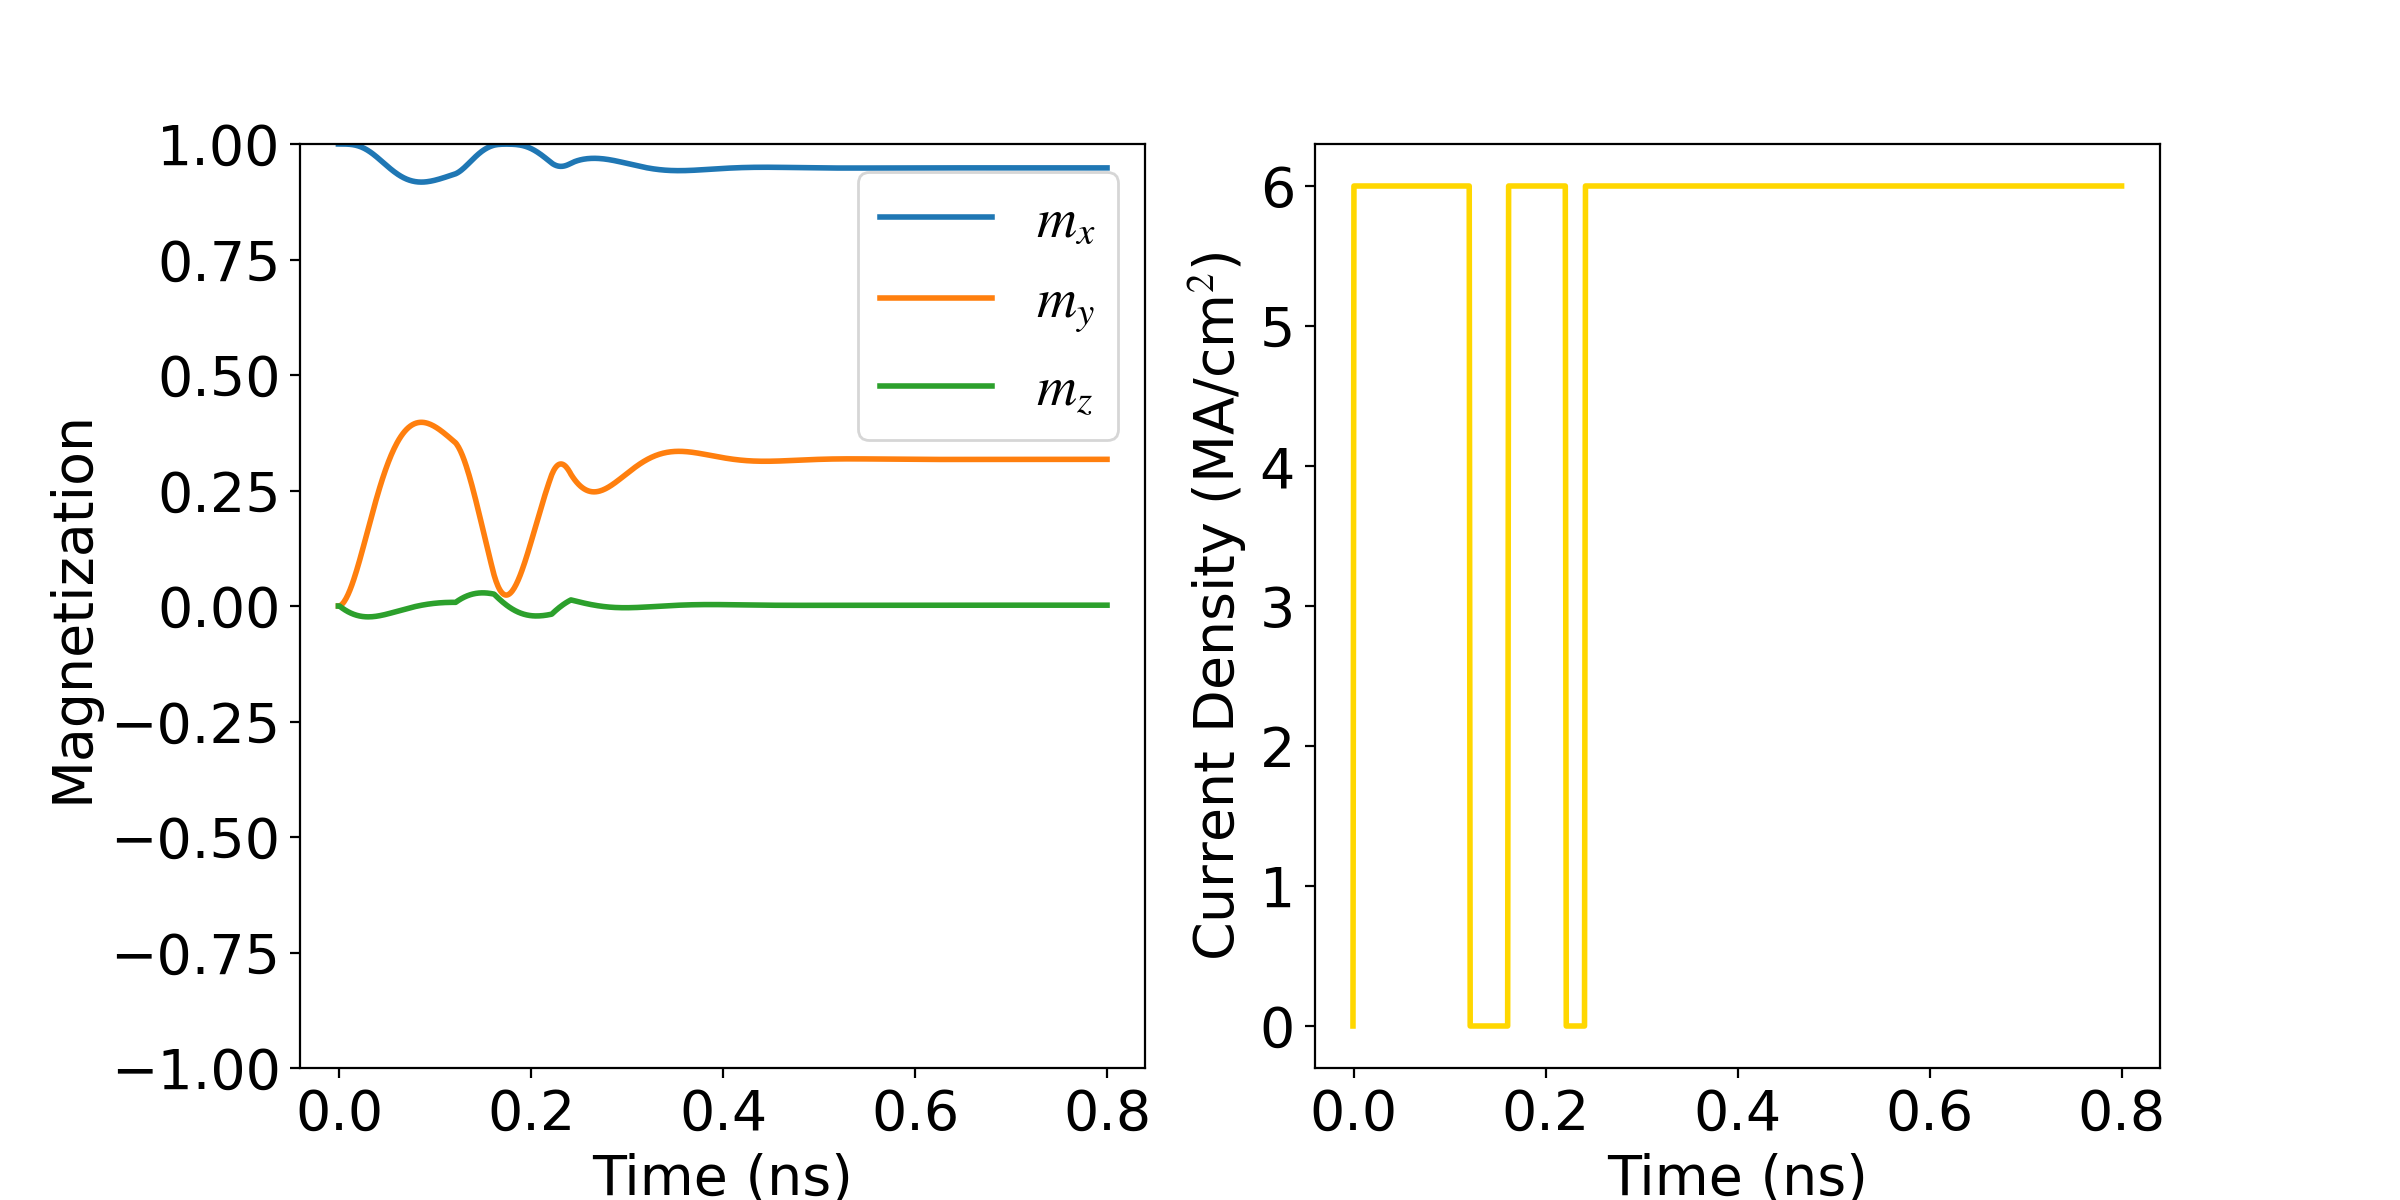 1.00
0.75
0.50
0.25
0.00
−0.25
−0.50
−0.75
−1.00
Magnetization
0.0 0.2 0.4 0.6 0.8
Time (ns)
m_x
m_y
m_z
6
5
4
3
2
1
0
Current Density (MA/cm²)
0.0 0.2 0.4 0.6 0.8
Time (ns)